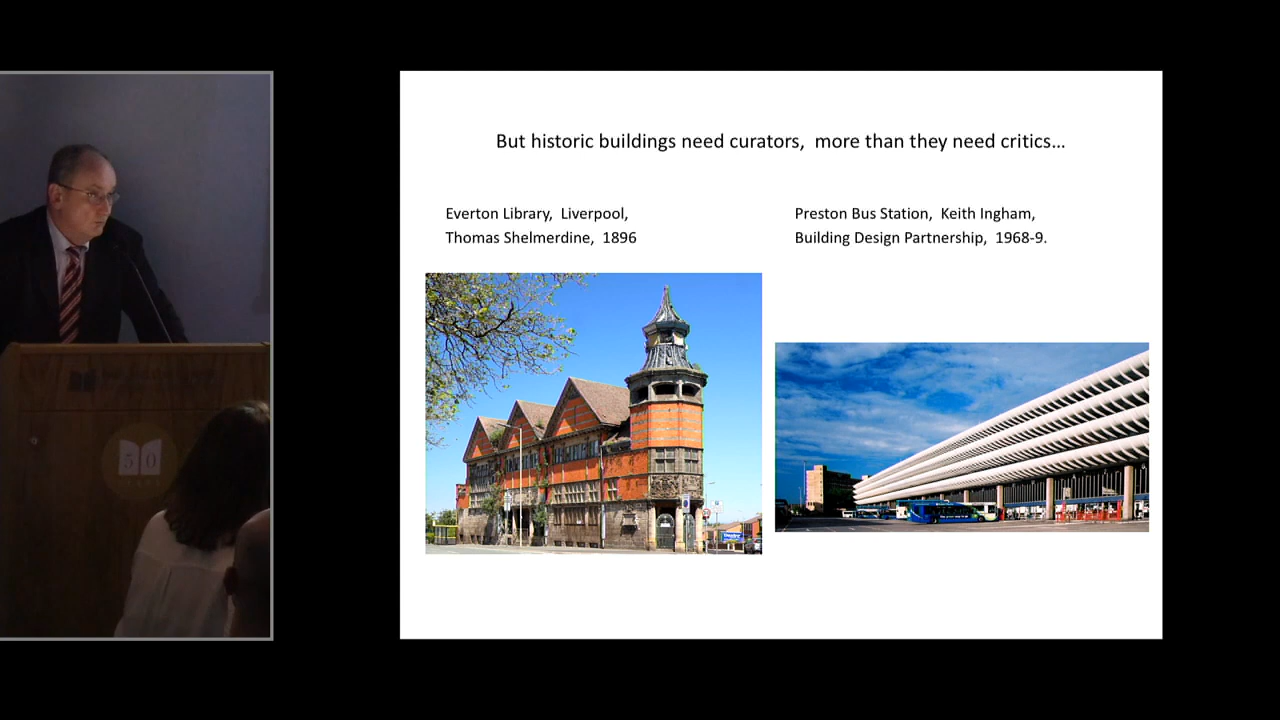 But historic buildings need curators,  more than they need critics...
Everton Library,  Liverpool,
Thomas Shelmerdine,  1896
Preston Bus Station,  Keith Ingham,
Building Design Partnership,  1968-9.
50